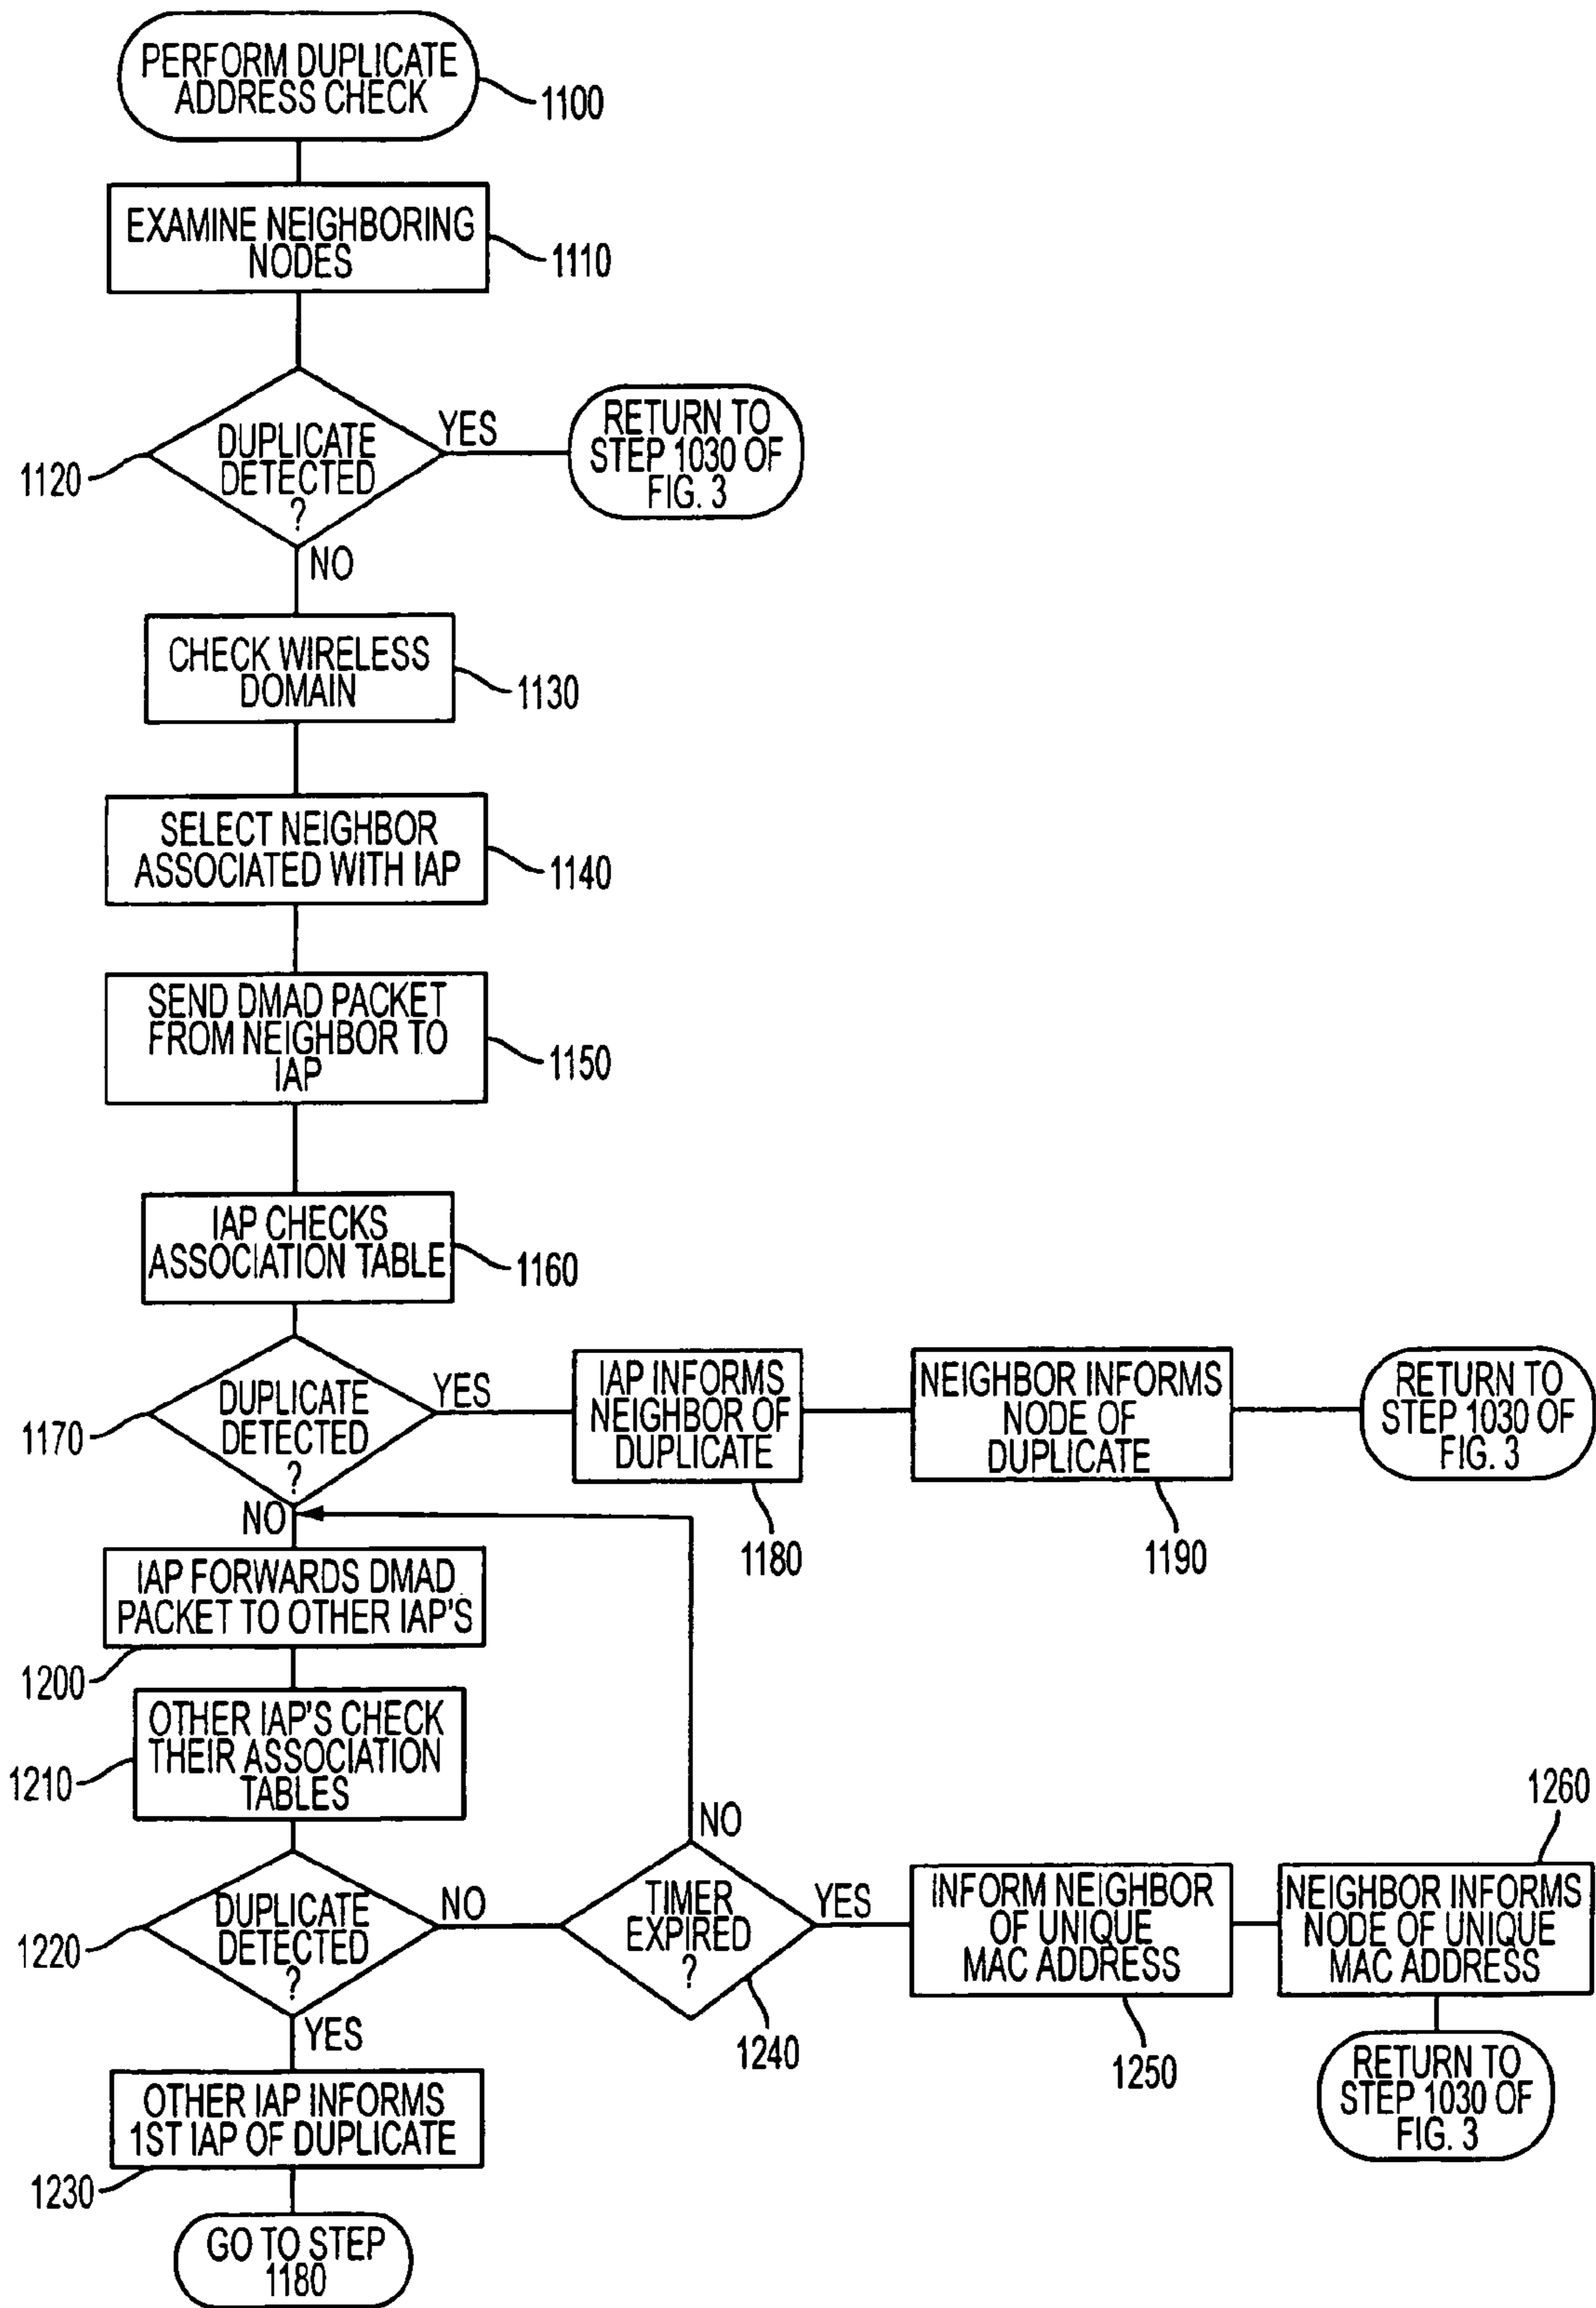 PERFORM DUPLICATE
ADDRESS CHECK
1100
EXAMINE NEIGHBORING
NODES
1110
DUPLICATE
DETECTED
?
1120
YES
RETURN TO
STEP 1030 OF
FIG. 3
NO
CHECK WIRELESS
DOMAIN
1130
SELECT NEIGHBOR
ASSOCIATED WITH IAP
1140
SEND DMAD PACKET
FROM NEIGHBOR TO
IAP
1150
IAP CHECKS
ASSOCIATION TABLE
1160
DUPLICATE
DETECTED
?
1170
YES
IAP INFORMS
NEIGHBOR OF
DUPLICATE
1180
NEIGHBOR INFORMS
NODE OF
DUPLICATE
1190
RETURN TO
STEP 1030 OF
FIG. 3
NO
IAP FORWARDS DMAD
PACKET TO OTHER IAP'S
1200
OTHER IAP'S CHECK
THEIR ASSOCIATION
TABLES
1210
DUPLICATE
DETECTED
?
1220
NO
TIMER
EXPIRED
?
1240
NO
YES
INFORM NEIGHBOR
OF UNIQUE
MAC ADDRESS
1250
NEIGHBOR INFORMS
NODE OF UNIQUE
MAC ADDRESS
1260
RETURN TO
STEP 1030 OF
FIG. 3
YES
OTHER IAP INFORMS
1ST IAP OF DUPLICATE
1230
GO TO STEP
1180